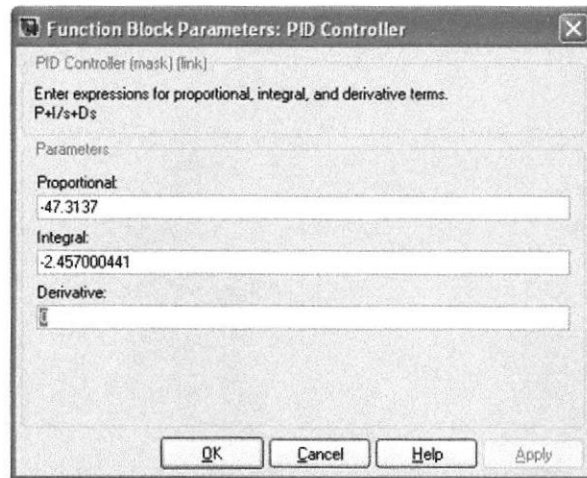 Function Block Parameters: PID Controller
PID Controller (mask) (link)
Enter expressions for proportional, integral, and derivative terms.
P+I/s+Ds
Parameters
Proportional:
-47.3137
Integral:
-2.457000441
Derivative:
OK Cancel Help Apply